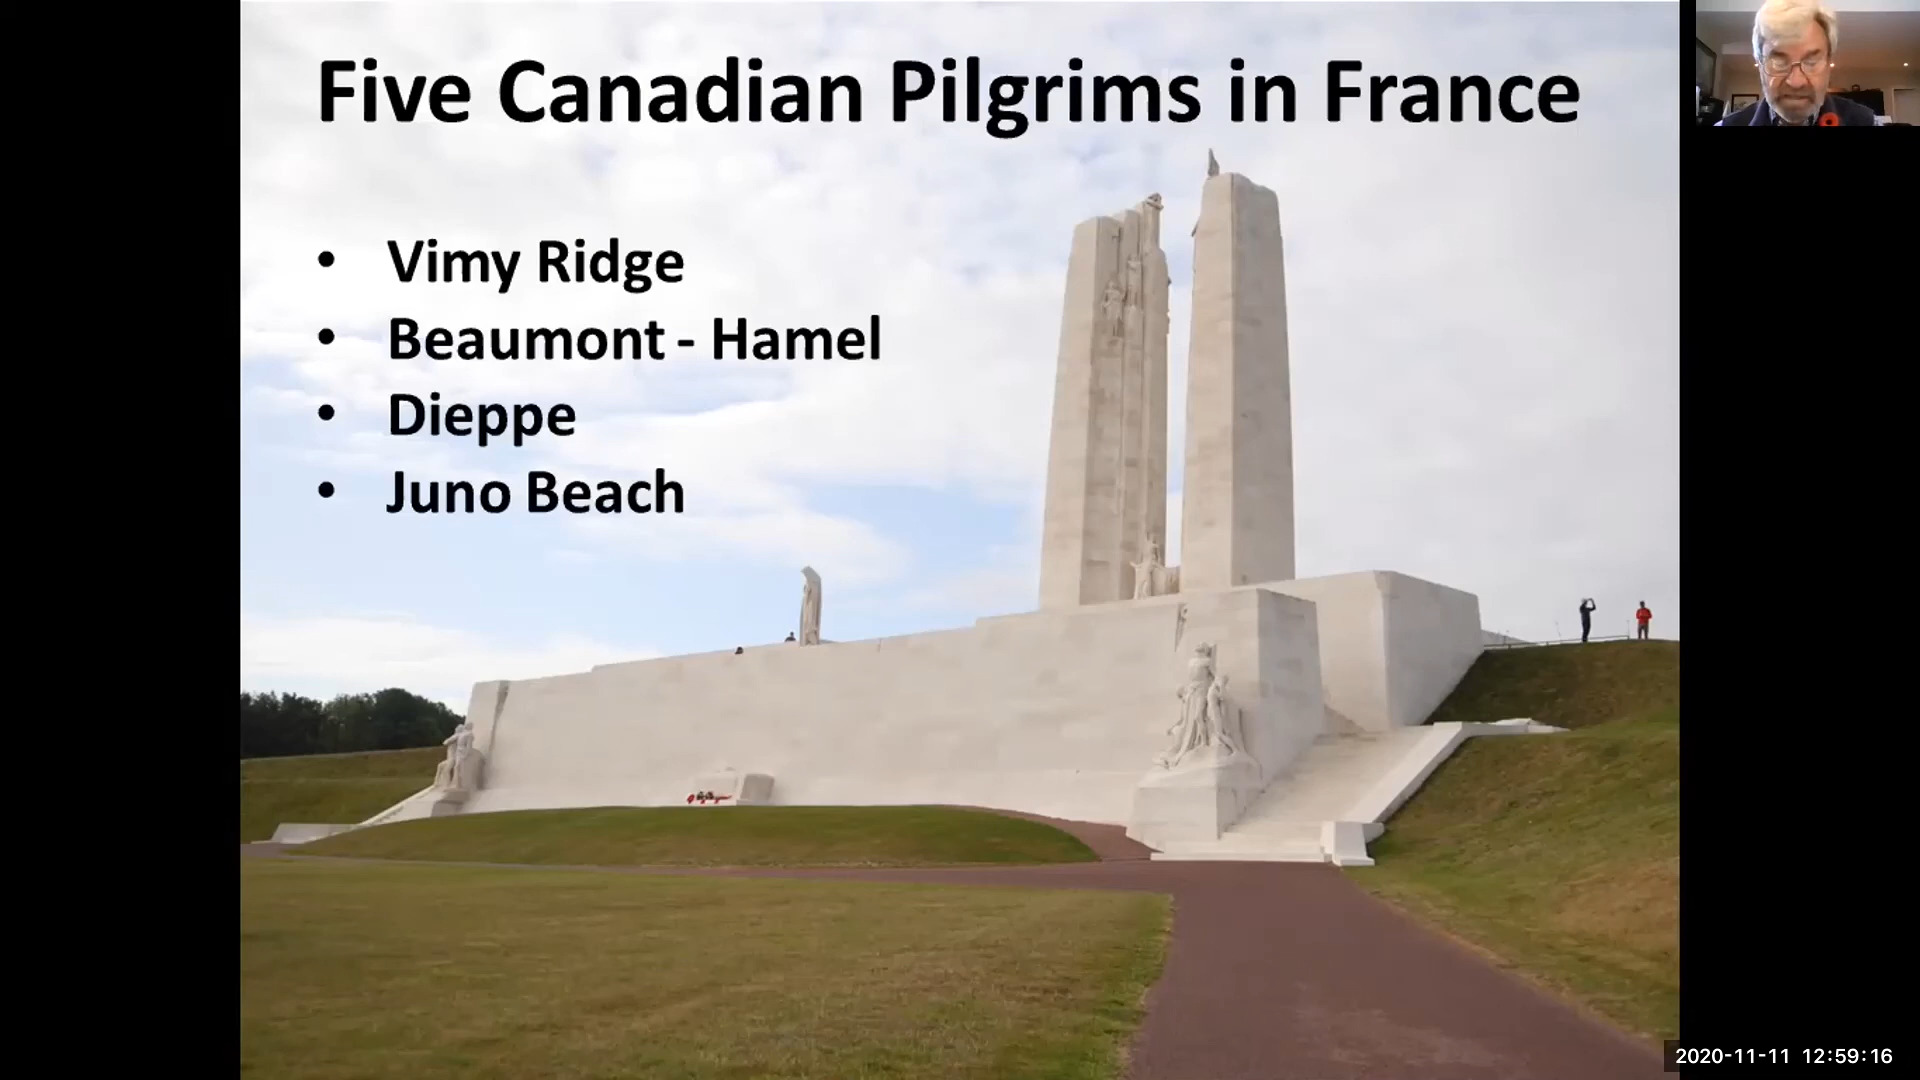 Five Canadian Pilgrims in France
• Vimy Ridge
• Beaumont - Hamel
• Dieppe
• Juno Beach
2020-11-11 12:59:16